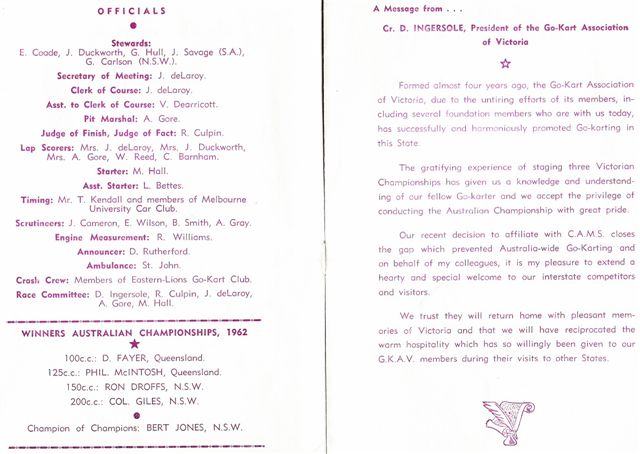 OFFICIALS
Stewards:
E. Coade, J. Duckworth, G. Hull, J. Savage (S.A.),
G. Carlson (N.S.W.).
Secretary of Meeting: J. deLaroy.
Clerk of Course: J. deLaroy.
Asst. to Clerk of Course: V. Dearricott.
Pit Marshal: A. Gore.
Judge of Finish, Judge of Fact: R. Culpin.
Lap Scorers: Mrs. J. deLaroy, Mrs. J. Duckworth,
Mrs. A. Gore, W. Reed, C. Barnham.
Starter: M. Hall.
Asst. Starter: L. Bettes.
Timing: Mr. T. Kendall and members of Melbourne
University Car Club.
Scrutineers: J. Cameron, E. Wilson, B. Smith, A. Gray.
Engine Measurement: R. Williams.
Announcer: D. Rutherford.
Ambulance: St. John.
Crash Crew: Members of Eastern-Lions Go-Kart Club.
Race Committee: D. Ingersole, R. Culpin, J. deLaroy,
A. Gore, M. Hall.
WINNERS AUSTRALIAN CHAMPIONSHIPS, 1962
100c.c.: D. FAYER, Queensland.
125c.c.: PHIL. McINTOSH, Queensland.
150c.c.: RON DROFFS, N.S.W.
200c.c.: COL. GILES, N.S.W.
Champion of Champions: BERT JONES, N.S.W.
A Message from . . .
Cr. D. INGERSOLE, President of the Go-Kart Association
of Victoria
Formed almost four years ago, the Go-Kart Association
of Victoria, due to the untiring efforts of its members, in-
cluding several foundation members who are with us today,
has successfully and harmoniously promoted Go-karting in
this State.
The gratifying experience of staging three Victorian
Championships has given us a knowledge and understand-
ing of our fellow Go-karter and we accept the privilege of
conducting the Australian Championship with great pride.
Our recent decision to affiliate with C.A.M.S. closes
the gap which prevented Australia-wide Go-Karting and
on behalf of my colleagues, it is my pleasure to extend a
hearty and special welcome to our interstate competitors
and visitors.
We trust they will return home with pleasant mem-
ories of Victoria and that we will have reciprocated the
warm hospitality which has so willingly been given to our
G.K.A.V. members during their visits to other States.